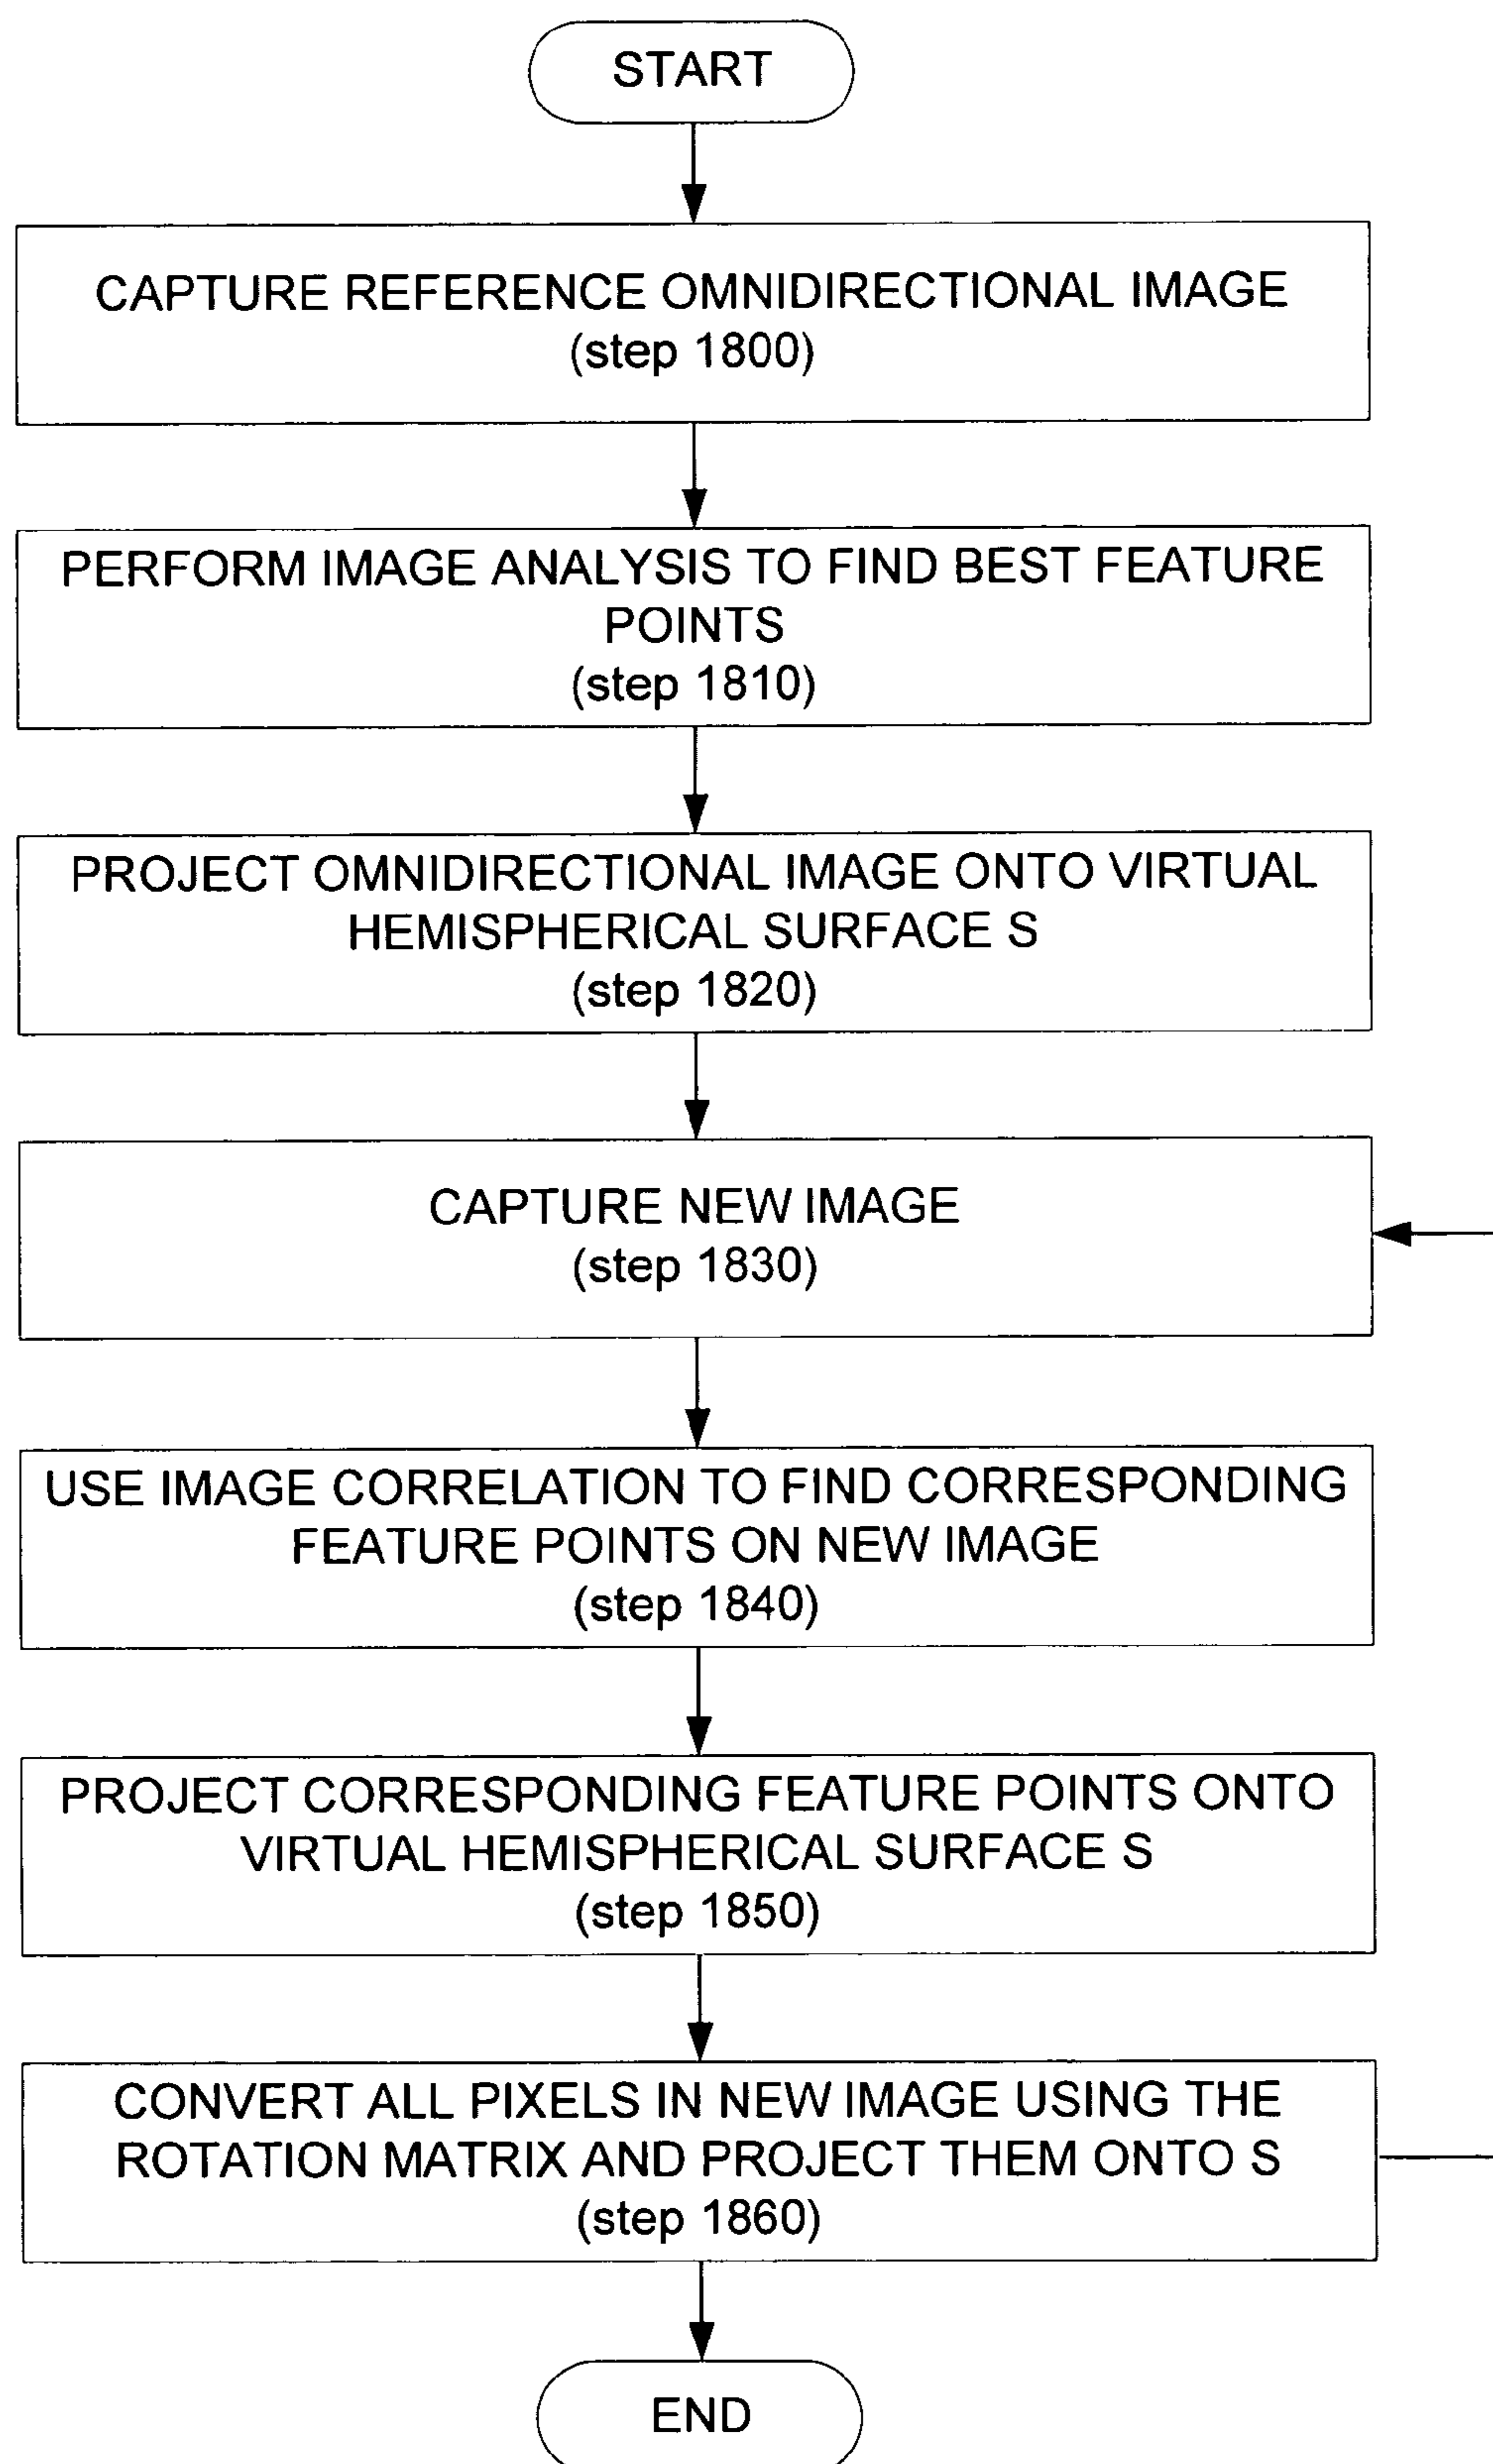 START
CAPTURE REFERENCE OMNIDIRECTIONAL IMAGE
(step 1800)
PERFORM IMAGE ANALYSIS TO FIND BEST FEATURE
POINTS
(step 1810)
PROJECT OMNIDIRECTIONAL IMAGE ONTO VIRTUAL
HEMISPHERICAL SURFACE S
(step 1820)
CAPTURE NEW IMAGE
(step 1830)
USE IMAGE CORRELATION TO FIND CORRESPONDING
FEATURE POINTS ON NEW IMAGE
(step 1840)
PROJECT CORRESPONDING FEATURE POINTS ONTO
VIRTUAL HEMISPHERICAL SURFACE S
(step 1850)
CONVERT ALL PIXELS IN NEW IMAGE USING THE
ROTATION MATRIX AND PROJECT THEM ONTO S
(step 1860)
END